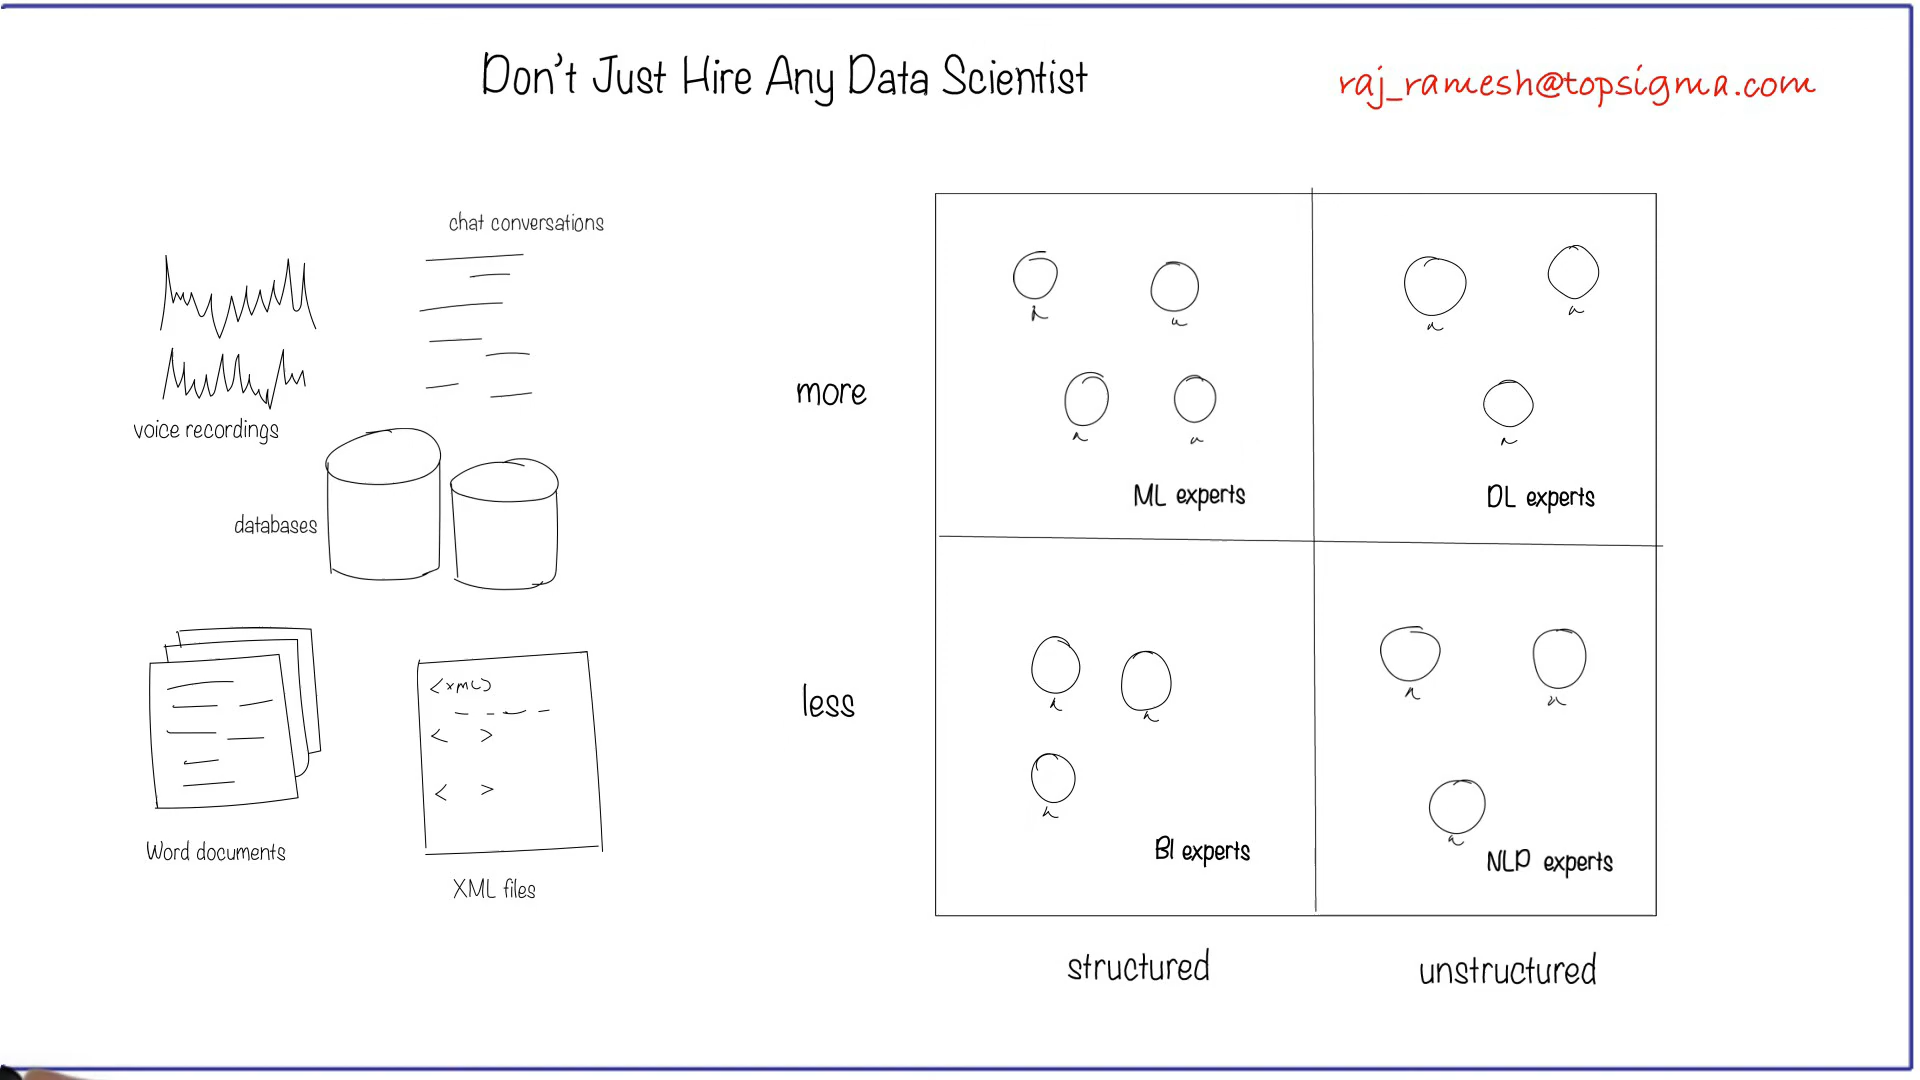 Don't Just Hire Any Data Scientist
raj_ramesh@topsigma.com
chat conversations
voice recordings
databases
Word documents
<xml>
< >
< >
XML files
more
less
ML experts
DL experts
BI experts
NLP experts
structured
unstructured